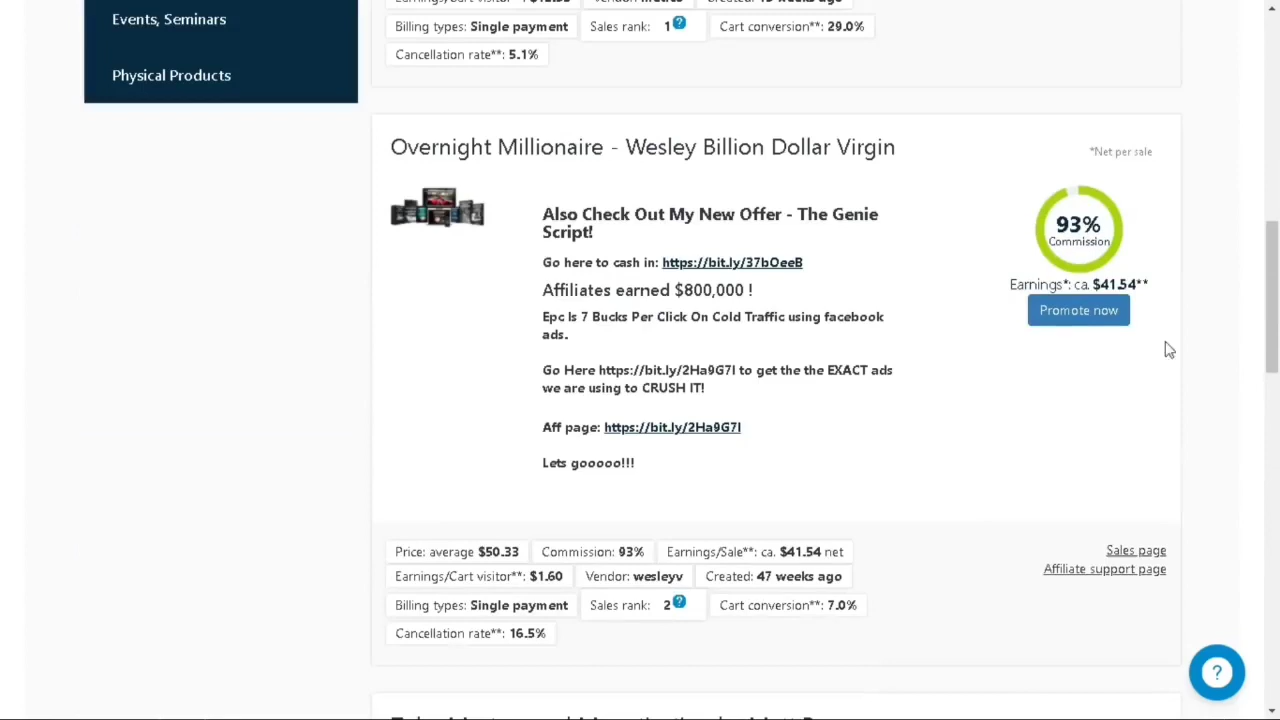 Events, Seminars
Physical Products
Billing types: Single payment
Sales rank: 1 ?
Cart conversion**: 29.0%
Cancellation rate**: 5.1%
Overnight Millionaire - Wesley Billion Dollar Virgin
*Net per sale
Also Check Out My New Offer - The Genie
Script!
93%
Commission
Go here to cash in: https://bit.ly/37bOeeB
Earnings*: ca. $41.54**
Affiliates earned $800,000 !
Promote now
Epc Is 7 Bucks Per Click On Cold Traffic using facebook
ads.
Go Here https://bit.ly/2Ha9G7I to get the the EXACT ads
we are using to CRUSH IT!
Aff page: https://bit.ly/2Ha9G7I
Lets gooooo!!!
Price: average $50.33
Commission: 93%
Earnings/Sale**: ca. $41.54 net
Sales page
Affiliate support page
Earnings/Cart visitor**: $1.60
Vendor: wesleyv
Created: 47 weeks ago
Billing types: Single payment
Sales rank: 2 ?
Cart conversion**: 7.0%
Cancellation rate**: 16.5%
?